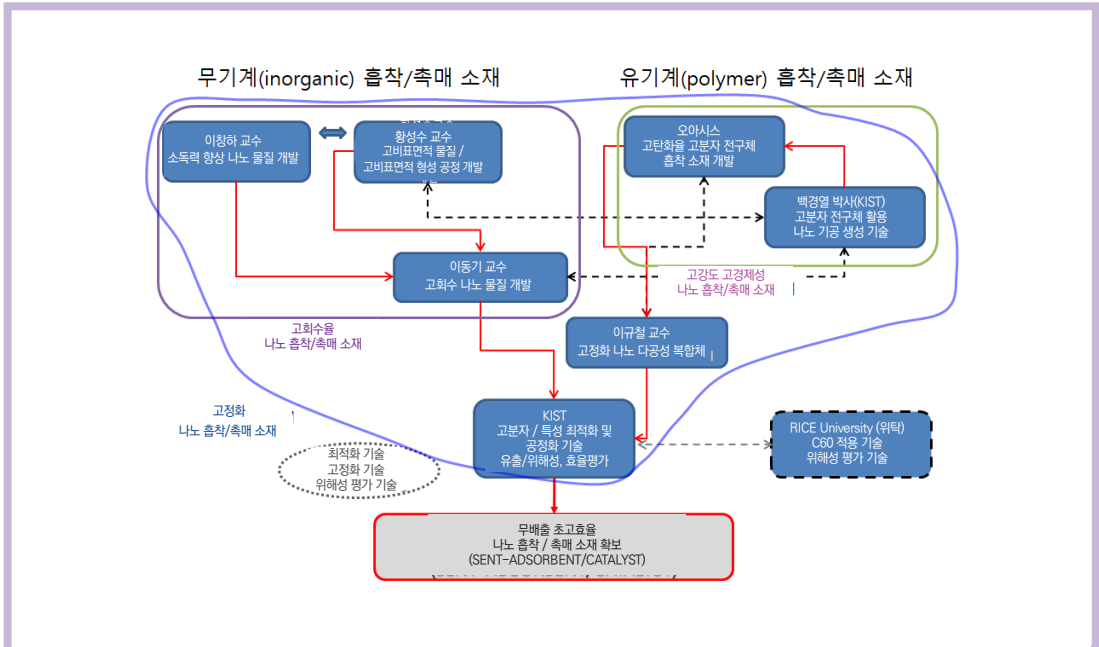 무기계(inorganic) 흡착/촉매 소재
유기계(polymer) 흡착/촉매 소재
이창하 교수
소독력 향상 나노 물질 개발
황성수 교수
고비표면적 물질 /
고비표면적 형성 공정 개발
오아시스
고탄화율 고분자 전구체
흡착 소재 개발
백경열 박사(KIST)
고분자 전구체 활용
나노 기공 생성 기술
이동기 교수
고회수 나노 물질 개발
고강도 고경제성
나노 흡착/촉매 소재
고회수율
나노 흡착/촉매 소재
이규철 교수
고정화 나노 다공성 복합체
고정화
나노 흡착/촉매 소재
KIST
고분자 / 특성 최적화 및
공정화 기술
유출/위해성, 효율평가
RICE University (위탁)
C60 적용 기술
위해성 평가 기술
최적화 기술
고정화 기술
위해성 평가 기술
무배출 초고효율
나노 흡착 / 촉매 소재 확보
(SENT-ADSORBENT/CATALYST)